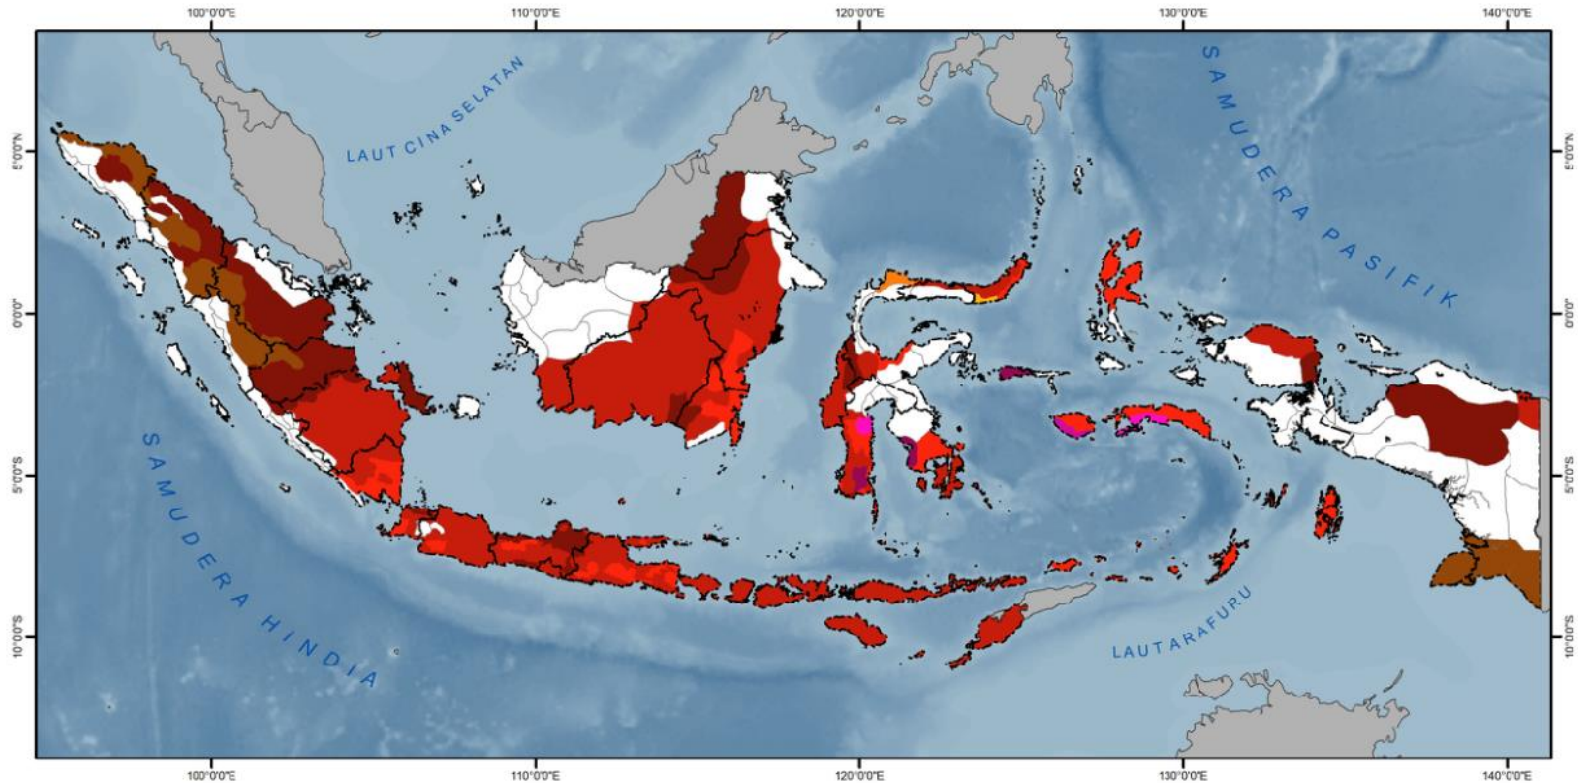 100°0'0"E 110°0'0"E 120°0'0"E 130°0'0"E 140°0'0"E
SAMUDERA PASIFIK
LAUT CINA SELATAN
5°0'0"N 5°0'0"N
0°0'0" 0°0'0"
5°0'0"S 5°0'0"S
10°0'0"S 10°0'0"S
SAMUDERA HINDIA
LAUT ARAFURU
100°0'0"E 110°0'0"E 120°0'0"E 130°0'0"E 140°0'0"E